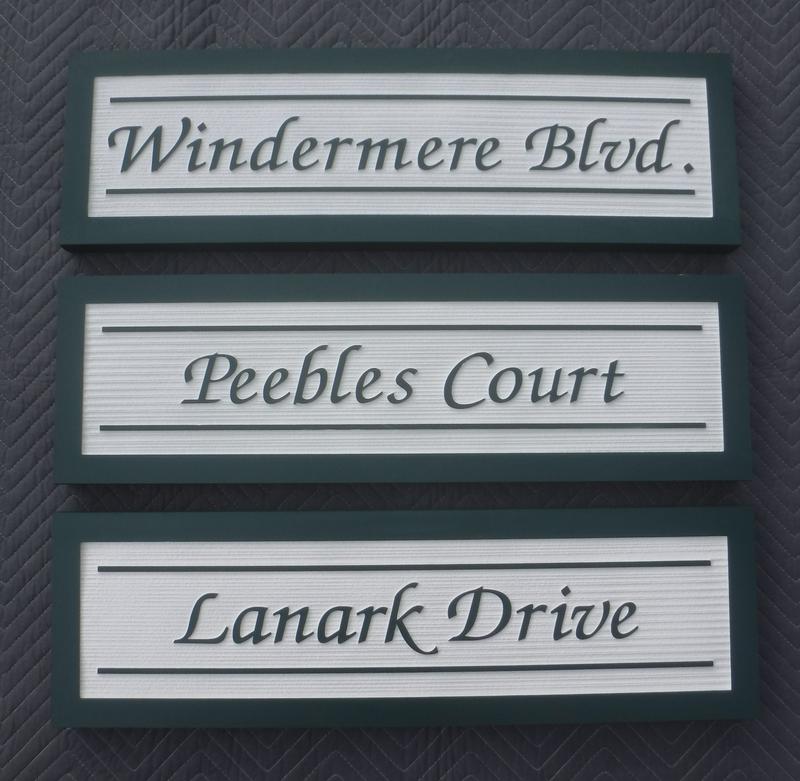 Windermere Blvd.
Peebles Court
Lanark Drive